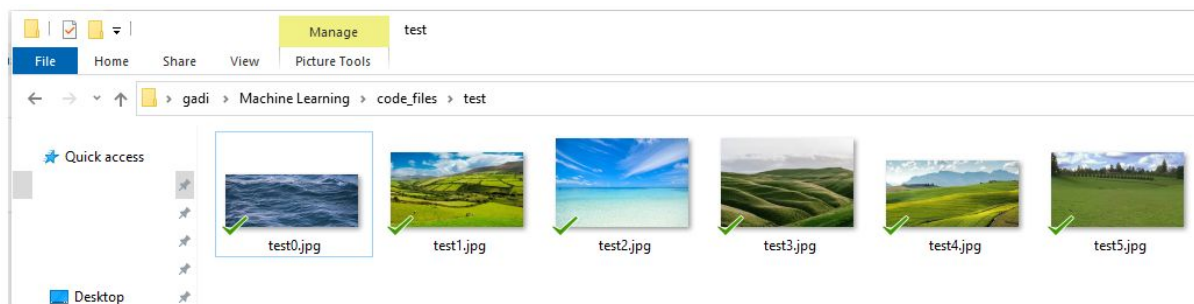 Manage test
File Home Share View Picture Tools
gadi > Machine Learning > code_files > test
Quick access
test0.jpg test1.jpg test2.jpg test3.jpg test4.jpg test5.jpg
Desktop